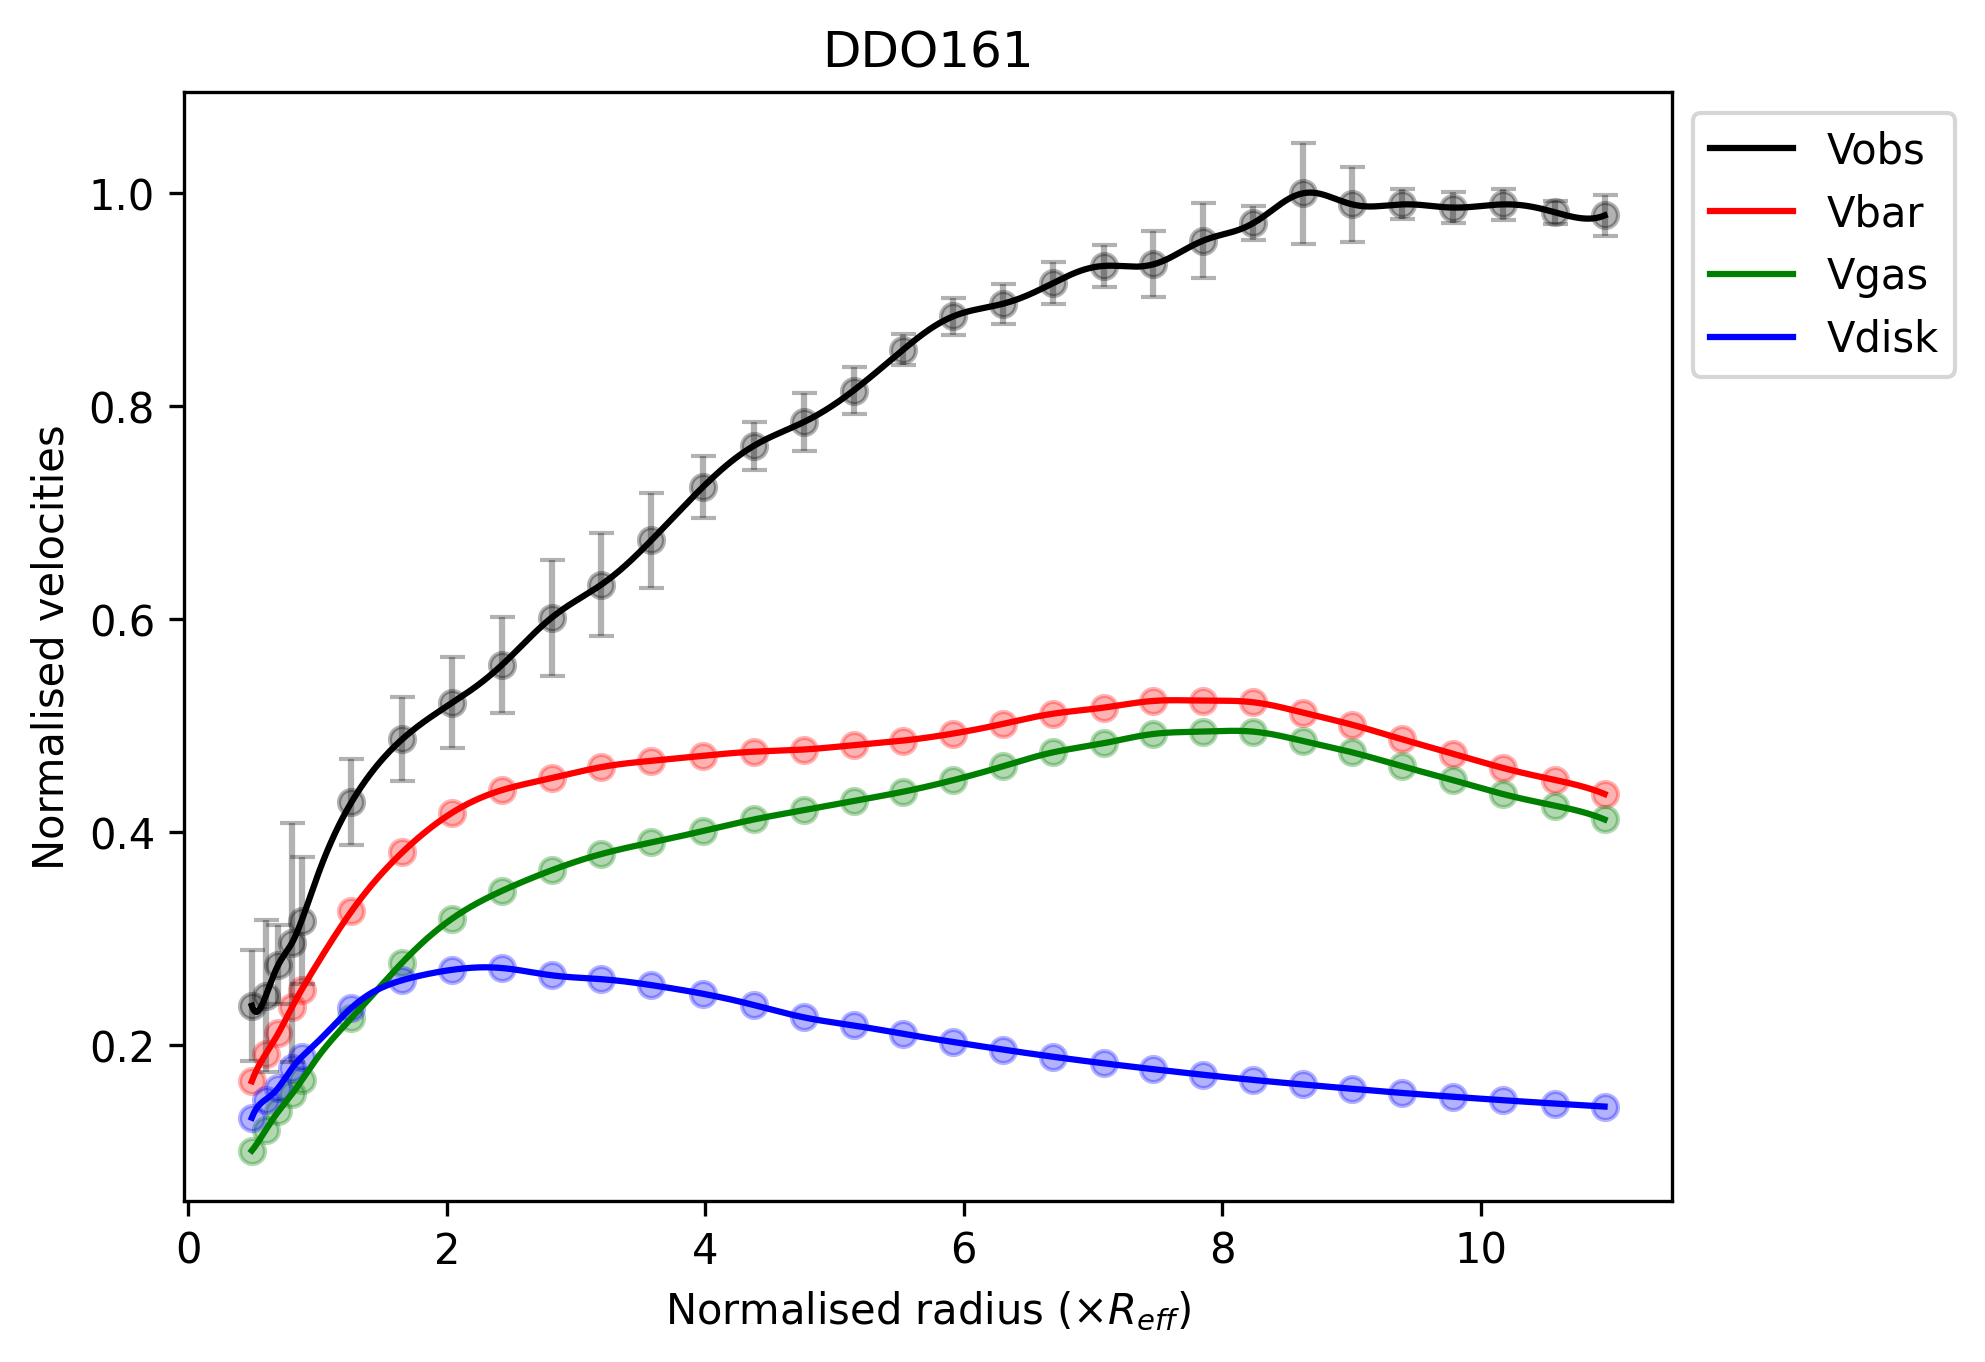 DDO161
Vobs
Vbar
Vgas
Vdisk
1.0
0.8
0.6
0.4
0.2
Normalised velocities
0 2 4 6 8 10
Normalised radius (×R_eff)